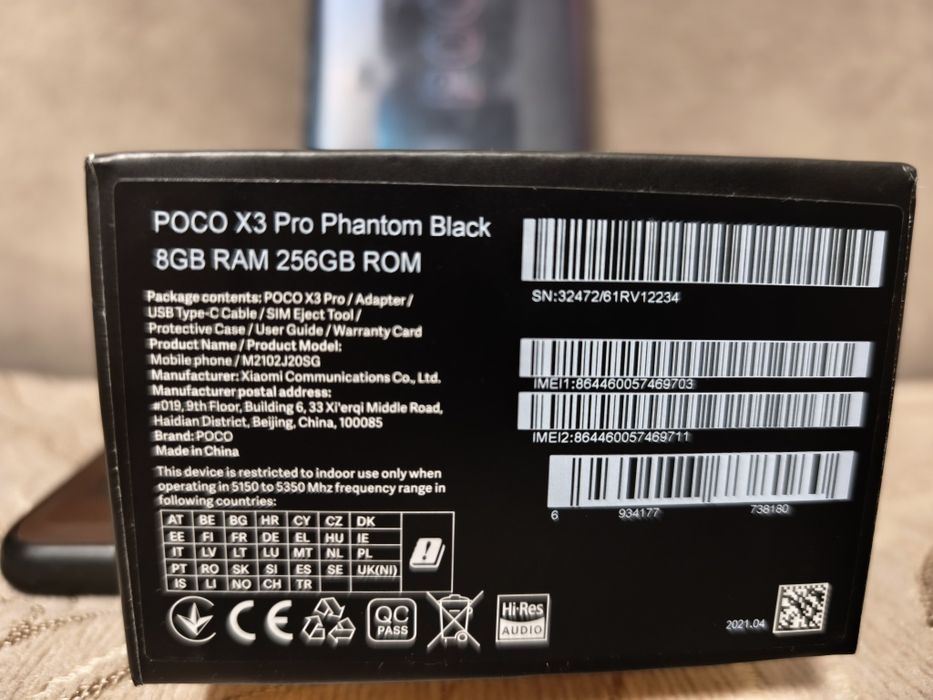 POCO X3 Pro Phantom Black
8GB RAM 256GB ROM
Package contents: POCO X3 Pro / Adapter /
USB Type-C Cable / SIM Eject Tool /
Protective Case / User Guide / Warranty Card
Product Name / Product Model:
Mobile phone / M2102J20SG
Manufacturer: Xiaomi Communications Co., Ltd.
Manufacturer postal address:
#019, 9th Floor, Building 6, 33 Xi'erqi Middle Road,
Haidian District, Beijing, China, 100085
Brand: POCO
Made in China
This device is restricted to indoor use only when
operating in 5150 to 5350 Mhz frequency range in
following countries:
AT BE BG HR CY CZ DK
EE FI FR DE EL HU IE
IT LV LT LU MT NL PL
PT RO SK SI ES SE UK(NI)
IS LI NO CH TR
CE
QC
PASS
Hi-Res
AUDIO
SN:32472/61RV12234
IMEI1:864460057469703
IMEI2:864460057469711
6 934177 738180
2021.04